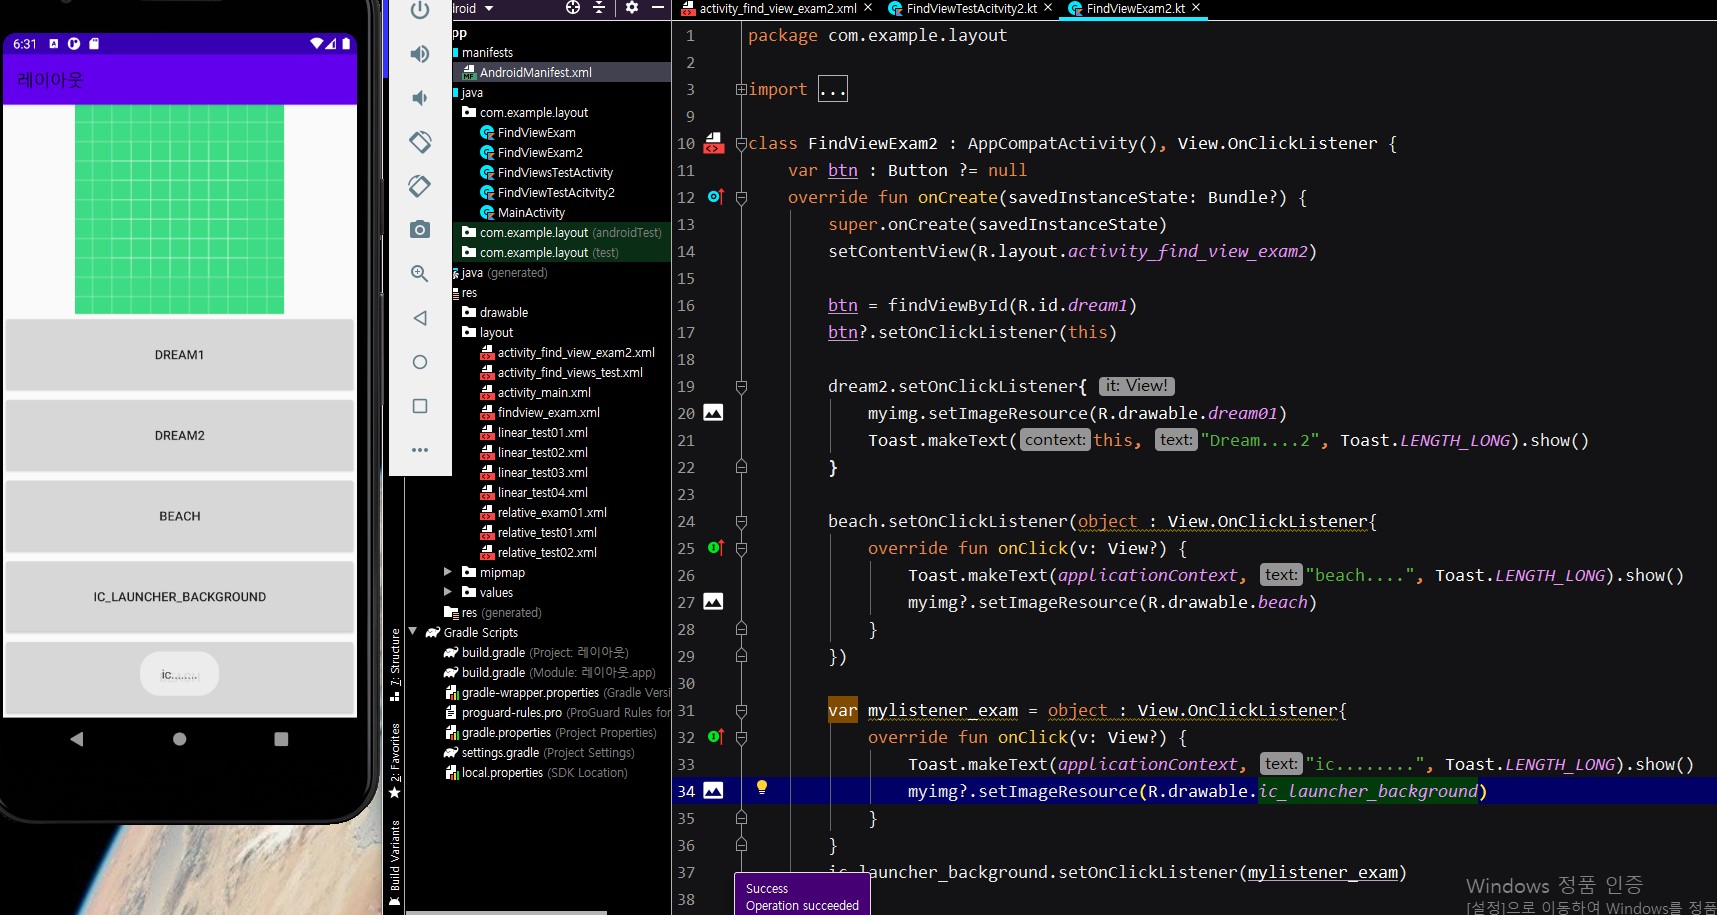 6:31
레이아웃
DREAM1
DREAM2
BEACH
IC_LAUNCHER_BACKGROUND
ic........
manifests
AndroidManifest.xml
java
com.example.layout
FindViewExam
FindViewExam2
FindViewsTestActivity
FindViewTestAcitvity2
MainActivity
com.example.layout (androidTest)
com.example.layout (test)
java (generated)
res
drawable
layout
activity_find_view_exam2.xml
activity_find_views_test.xml
activity_main.xml
findview_exam.xml
linear_test01.xml
linear_test02.xml
linear_test03.xml
linear_test04.xml
relative_exam01.xml
relative_test01.xml
relative_test02.xml
mipmap
values
res (generated)
Gradle Scripts
build.gradle (Project: 레이아웃)
build.gradle (Module: 레이아웃.app)
gradle-wrapper.properties (Gradle Versi
proguard-rules.pro (ProGuard Rules for
gradle.properties (Project Properties)
settings.gradle (Project Settings)
local.properties (SDK Location)
7: Structure
2: Favorites
Build Variants
activity_find_view_exam2.xml
FindViewTestAcitvity2.kt
FindViewExam2.kt
1 package com.example.layout
2
3 import ...
9
10 class FindViewExam2 : AppCompatActivity(), View.OnClickListener {
11 var btn : Button ?= null
12 override fun onCreate(savedInstanceState: Bundle?) {
13 super.onCreate(savedInstanceState)
14 setContentView(R.layout.activity_find_view_exam2)
15
16 btn = findViewById(R.id.dream1)
17 btn?.setOnClickListener(this)
18
19 dream2.setOnClickListener{ it: View!
20 myimg.setImageResource(R.drawable.dream01)
21 Toast.makeText( context: this, text: "Dream....2", Toast.LENGTH_LONG).show()
22 }
23
24 beach.setOnClickListener(object : View.OnClickListener{
25 override fun onClick(v: View?) {
26 Toast.makeText(applicationContext, text: "beach....", Toast.LENGTH_LONG).show()
27 myimg?.setImageResource(R.drawable.beach)
28 }
29 })
30
31 var mylistener_exam = object : View.OnClickListener{
32 override fun onClick(v: View?) {
33 Toast.makeText(applicationContext, text: "ic........", Toast.LENGTH_LONG).show()
34 myimg?.setImageResource(R.drawable.ic_launcher_background)
35 }
36 }
37 ic_launcher_background.setOnClickListener(mylistener_exam)
38
Success
Operation succeeded
Windows 정품 인증
[설정]으로 이동하여 Windows를 정품